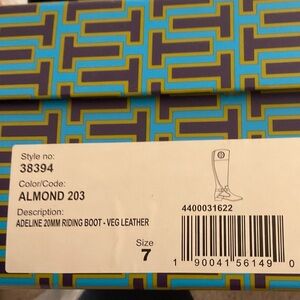 Style no:
38394
Color/Code:
ALMOND 203
Description:
4400031622
ADELINE 20MM RIDING BOOT - VEG LEATHER
Size
7
1 90041 56149 0